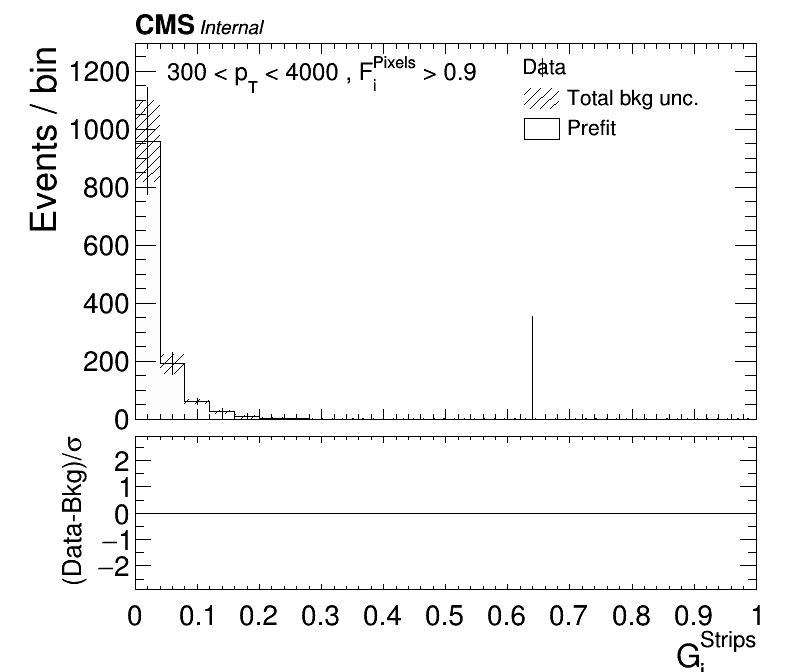 CMS Internal
300 < p_T < 4000 , F_i^Pixels > 0.9
Data
Total bkg unc.
Prefit
Events / bin
1200
1000
800
600
400
200
0
(Data-Bkg)/σ
2
1
0
−1
−2
0 0.1 0.2 0.3 0.4 0.5 0.6 0.7 0.8 0.9 1
G_i^Strips